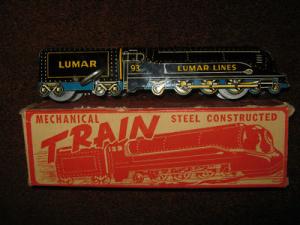 LUMAR
93
LUMAR LINES
MECHANICAL
TRAIN
STEEL CONSTRUCTED